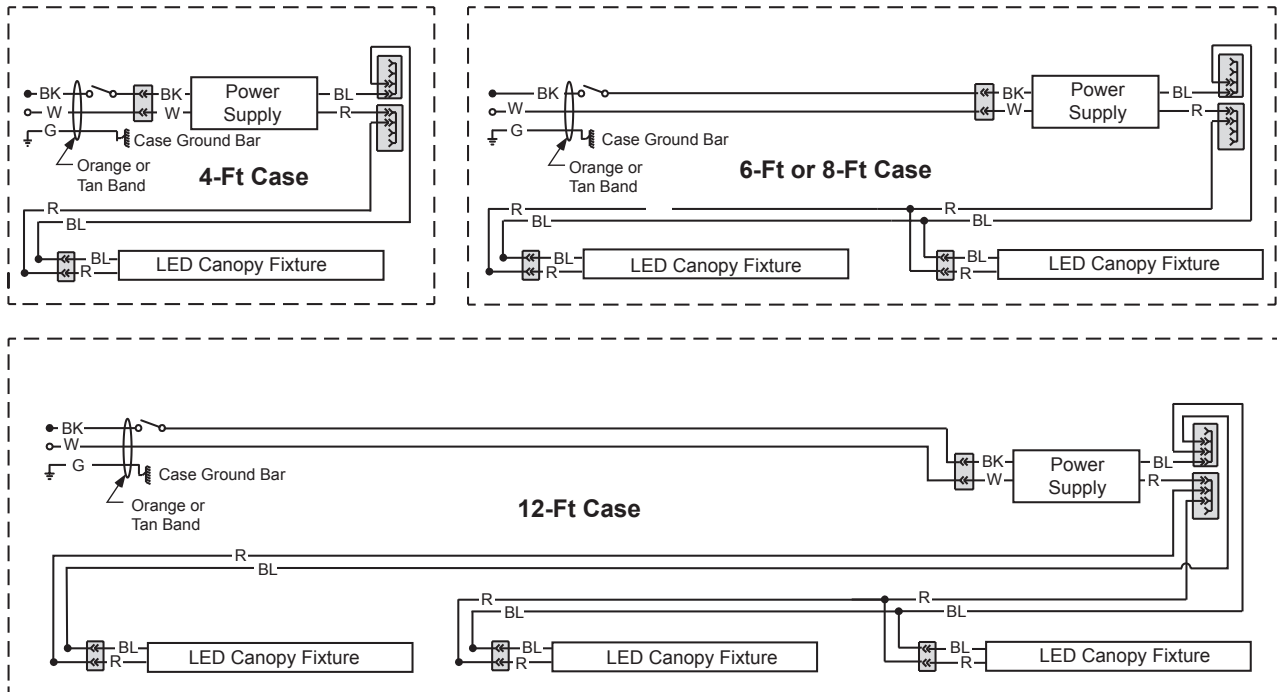 BK
BK
Power
Supply
BL
W
W
R
G
Case Ground Bar
Orange or
Tan Band
4-Ft Case
R
BL
BL
R
LED Canopy Fixture
BK
BK
Power
Supply
BL
W
W
R
G
Case Ground Bar
Orange or
Tan Band
6-Ft or 8-Ft Case
R
R
BL
BL
BL
R
LED Canopy Fixture
BL
R
LED Canopy Fixture
BK
W
G
Case Ground Bar
Orange or
Tan Band
BK
W
Power
Supply
BL
R
12-Ft Case
R
BL
R
R
BL
BL
BL
R
LED Canopy Fixture
BL
R
LED Canopy Fixture
BL
R
LED Canopy Fixture